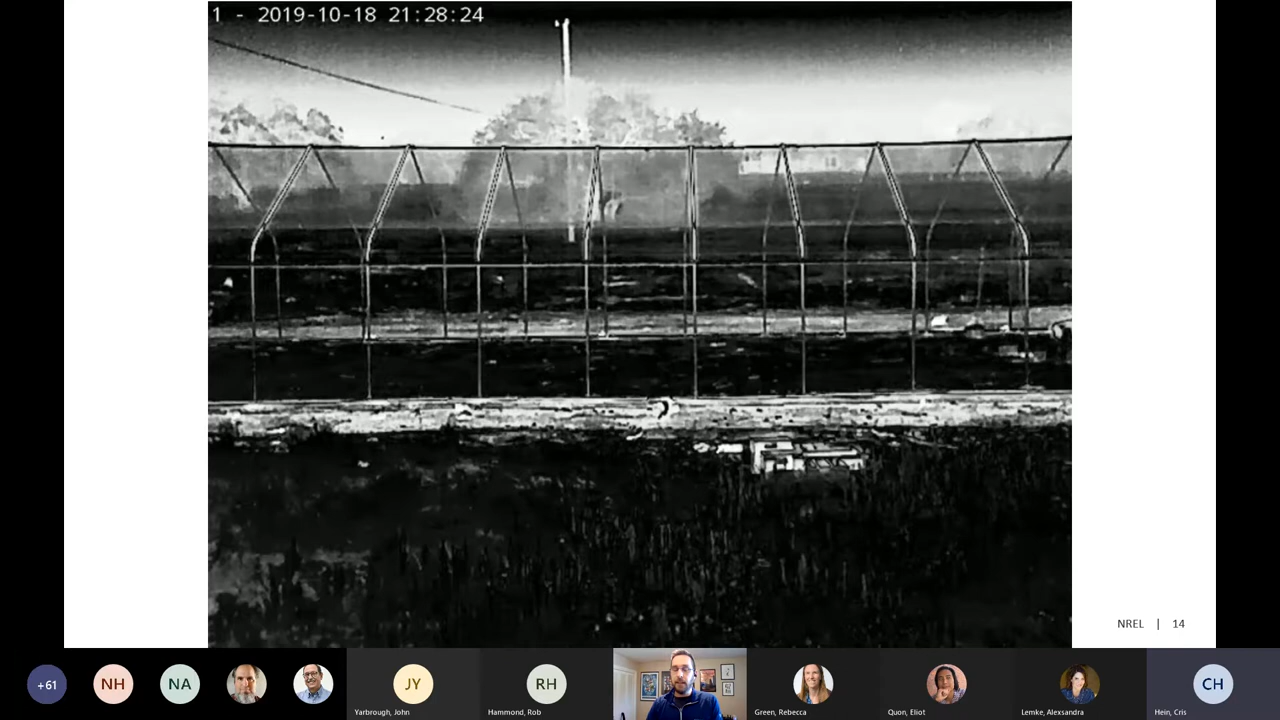 1 - 2019-10-18 21:28:24
NREL | 14
+61
NH
NA
JY
Yarbrough, John
RH
Hammond, Rob
Green, Rebecca
Quon, Eliot
Lemke, Alexsandra
CH
Hein, Cris